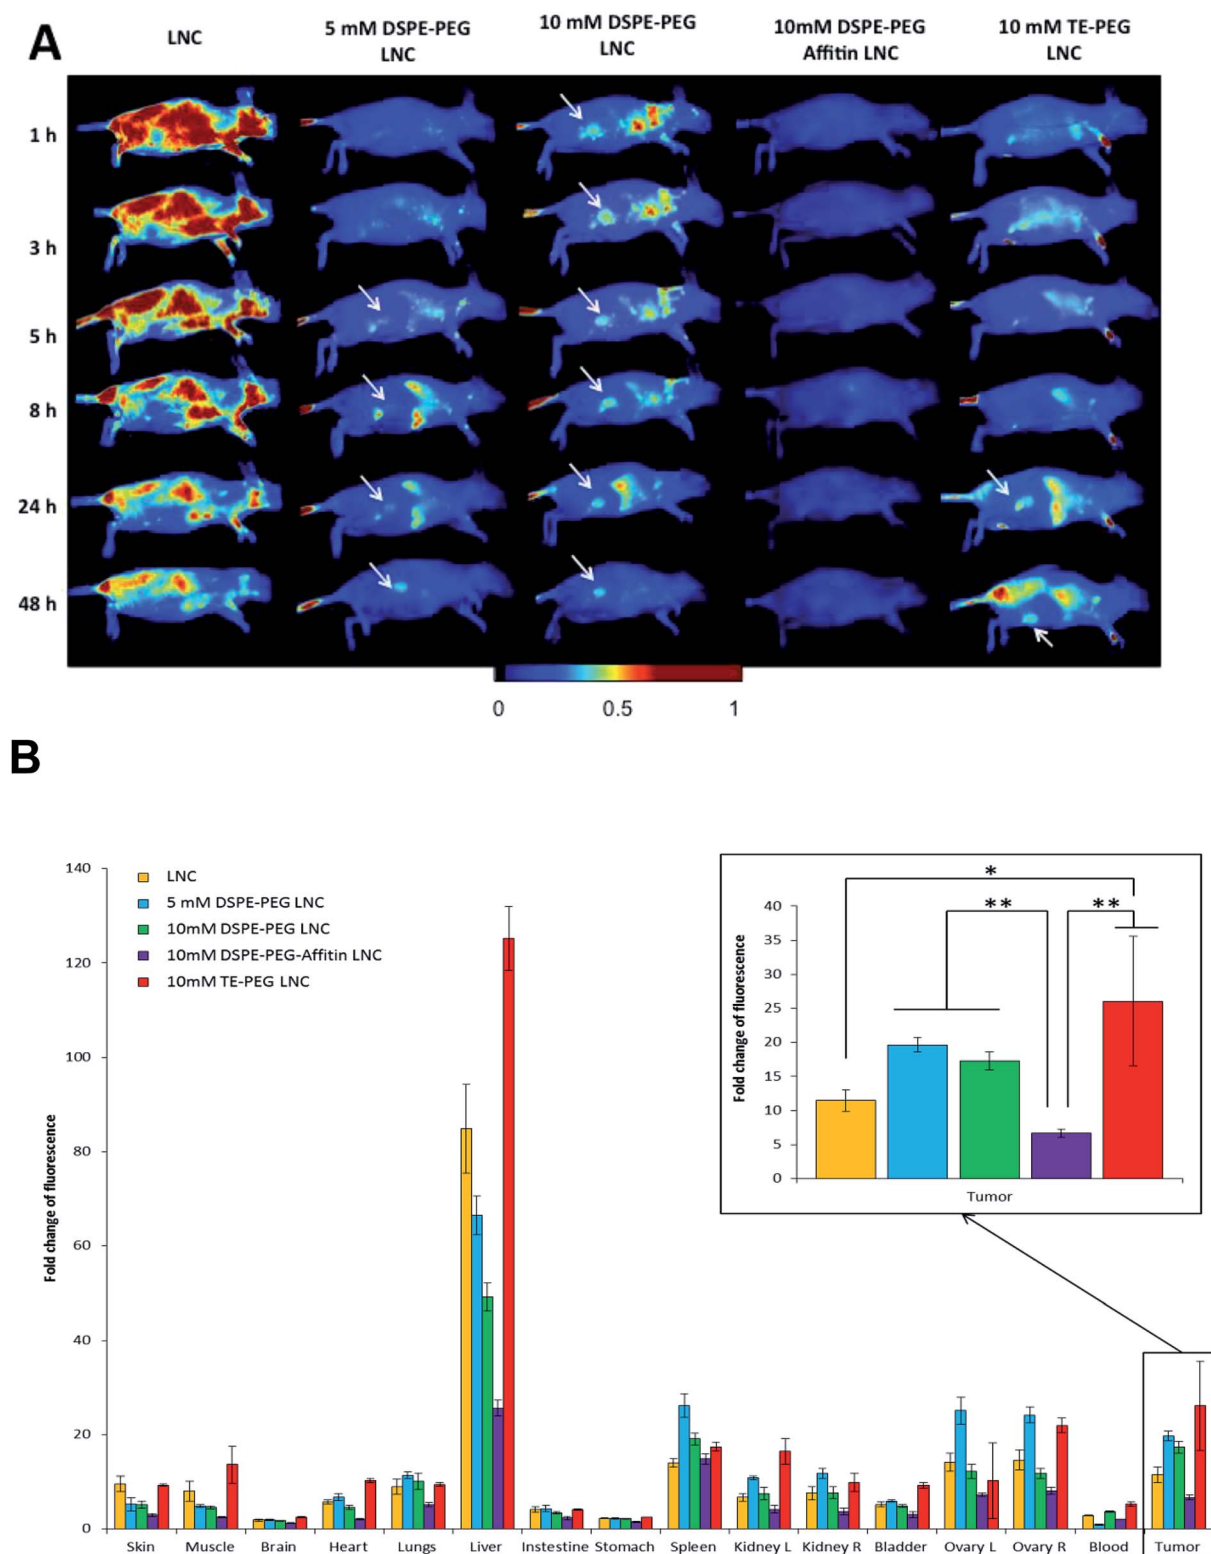 A
LNC
5 mM DSPE-PEG
LNC
10 mM DSPE-PEG
LNC
10mM DSPE-PEG
Affitin LNC
10 mM TE-PEG
LNC
1 h
3 h
5 h
8 h
24 h
48 h
0 0.5 1
B
140
120
100
80
60
40
20
0
Fold change of fluorescence
LNC
5 mM DSPE-PEG LNC
10mM DSPE-PEG LNC
10mM DSPE-PEG-Affitin LNC
10mM TE-PEG LNC
*
** **
40
35
30
25
20
15
10
5
0
Fold change of fluorescence
Tumor
Skin Muscle Brain Heart Lungs Liver Instestine Stomach Spleen Kidney L Kidney R Bladder Ovary L Ovary R Blood Tumor